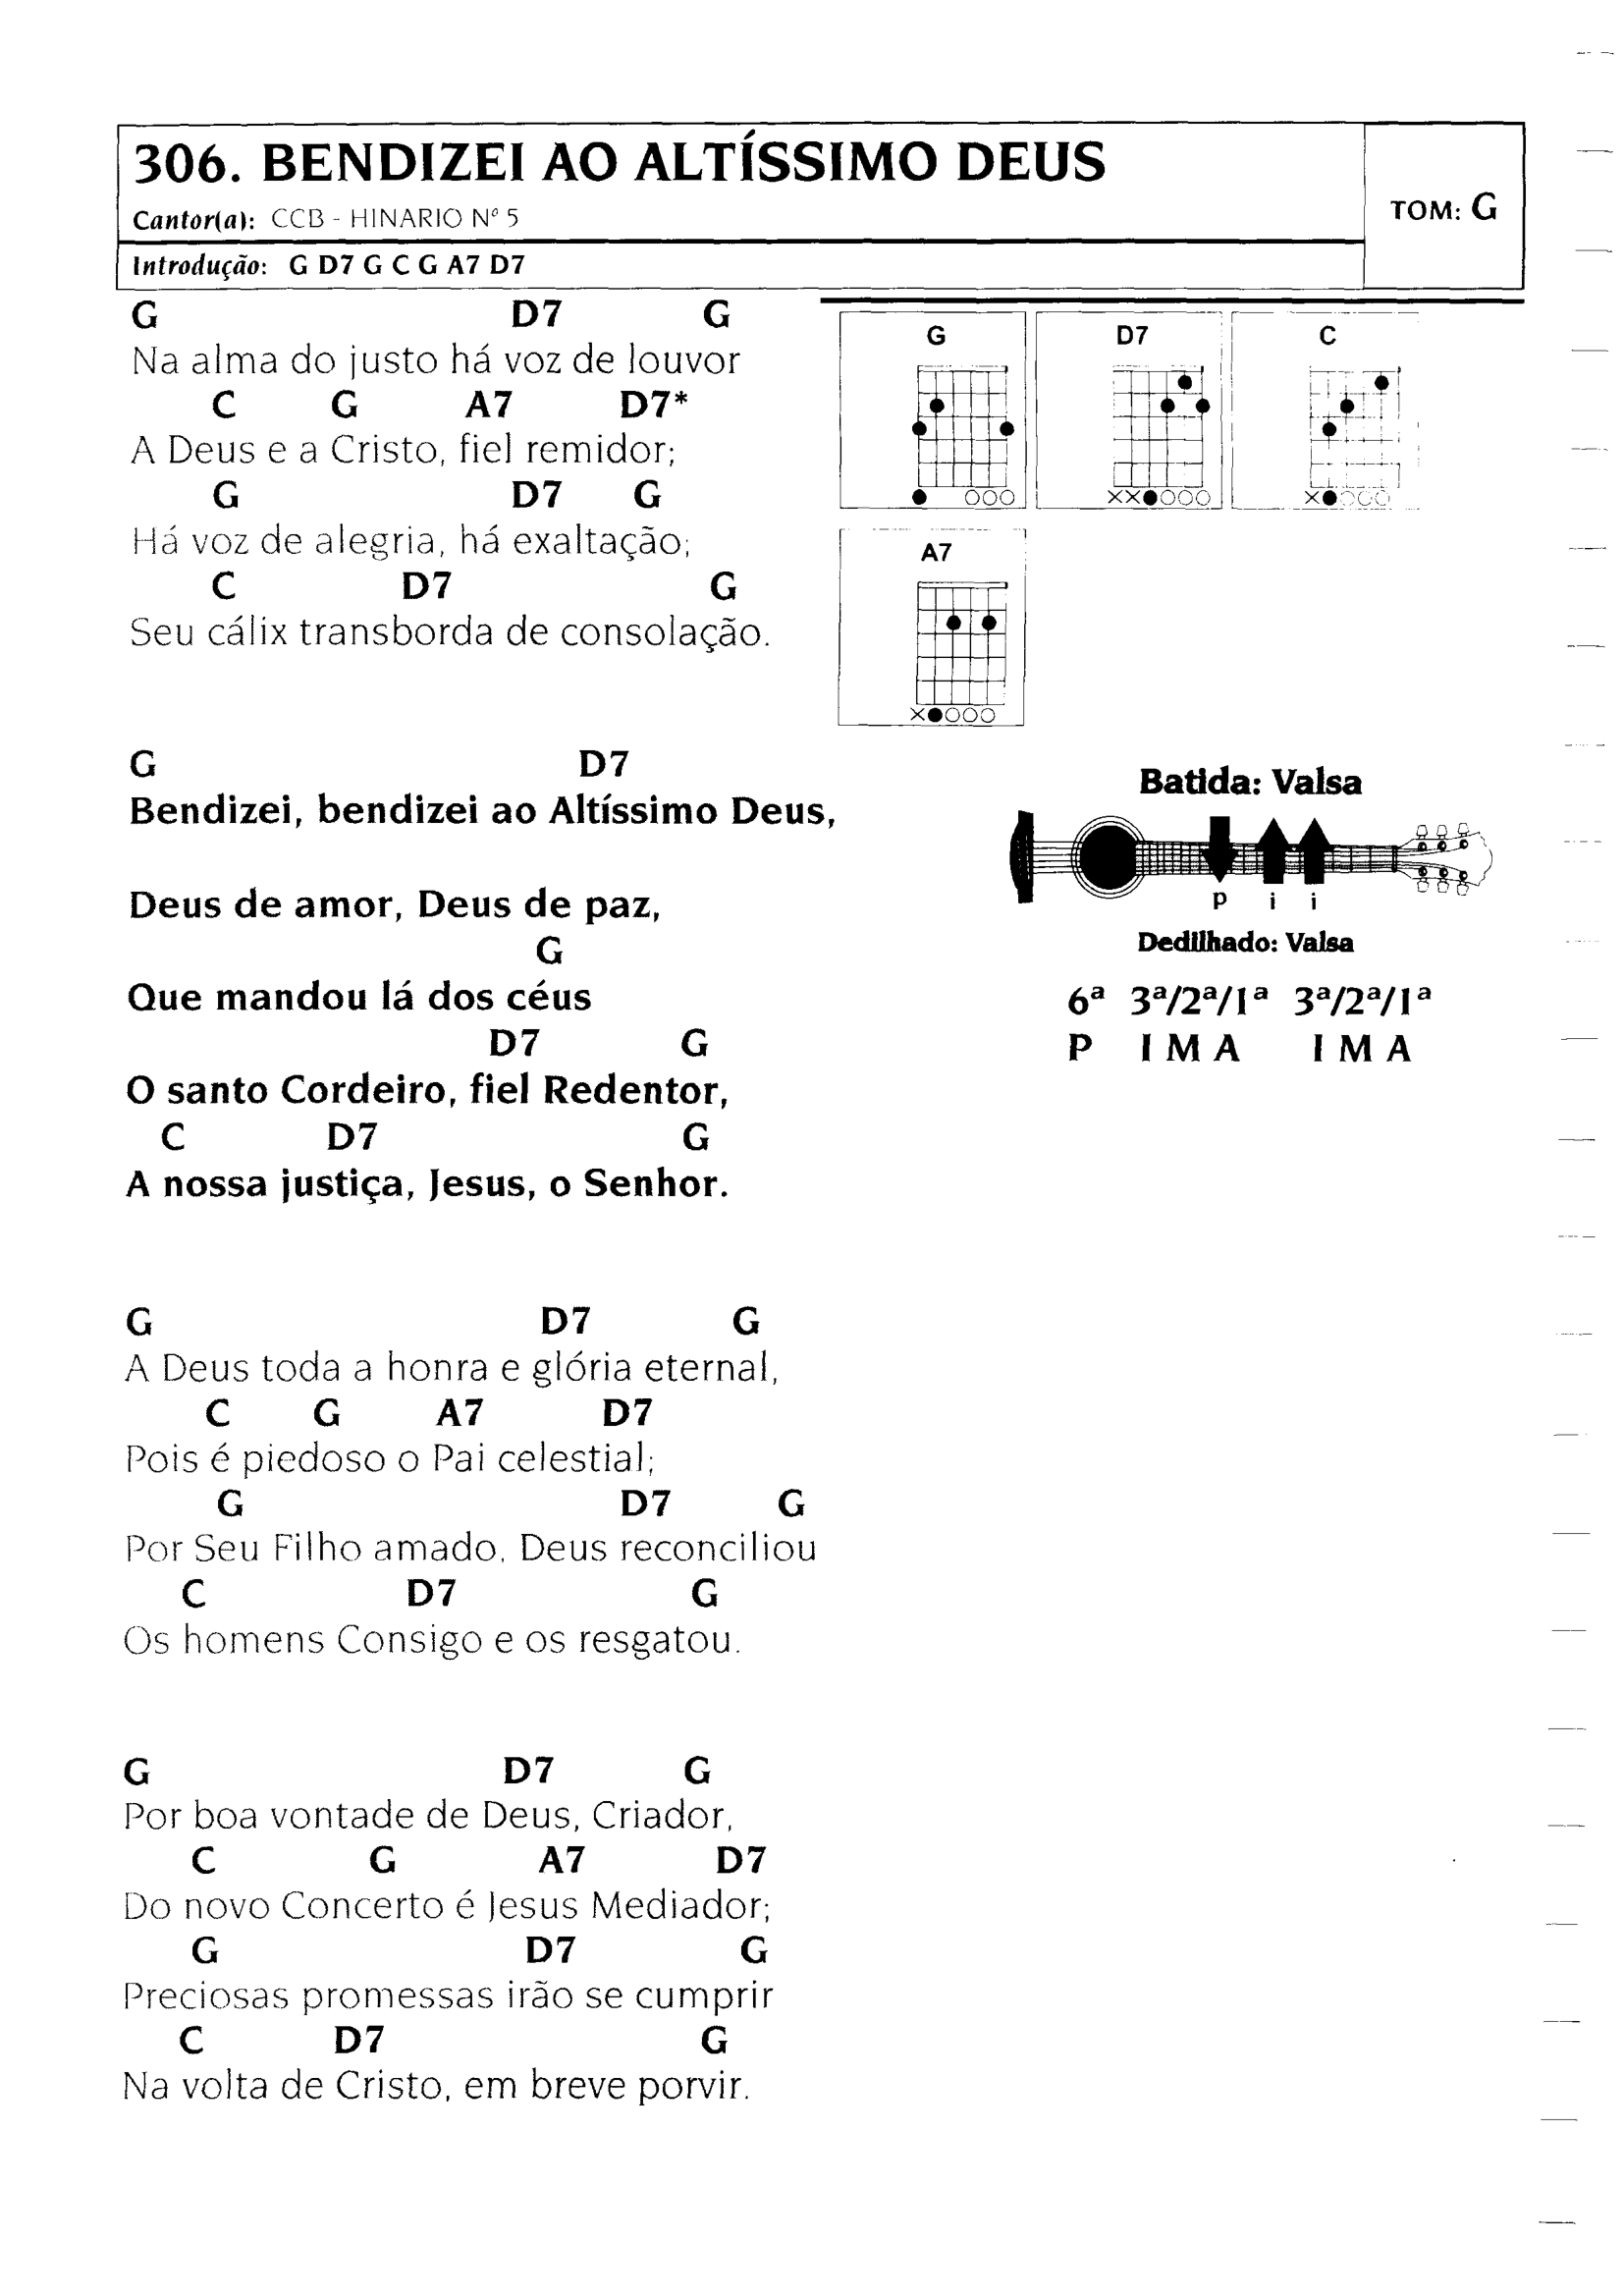 306. BENDIZEI AO ALTÍSSIMO DEUS
Cantor(a): CCB - HINARIO Nº 5
TOM: G
Introdução: G D7 G C G A7 D7
G D7 G
Na alma do justo há voz de louvor
C G A7 D7*
A Deus e a Cristo, fiel remidor;
G D7 G
Há voz de alegria, há exaltação;
C D7 G
Seu cálix transborda de consolação.
G D7 C
A7
G D7
Bendizei, bendizei ao Altíssimo Deus,
Deus de amor, Deus de paz,
G
Que mandou lá dos céus
D7 G
O santo Cordeiro, fiel Redentor,
C D7 G
A nossa justiça, Jesus, o Senhor.
Batida: Valsa
p i i
Dedilhado: Valsa
6ª 3ª/2ª/1ª 3ª/2ª/1ª
P I M A I M A
G D7 G
A Deus toda a honra e glória eternal,
C G A7 D7
Pois é piedoso o Pai celestial;
G D7 G
Por Seu Filho amado, Deus reconciliou
C D7 G
Os homens Consigo e os resgatou.
G D7 G
Por boa vontade de Deus, Criador,
C G A7 D7
Do novo Concerto é Jesus Mediador;
G D7 G
Preciosas promessas irão se cumprir
C D7 G
Na volta de Cristo, em breve porvir.